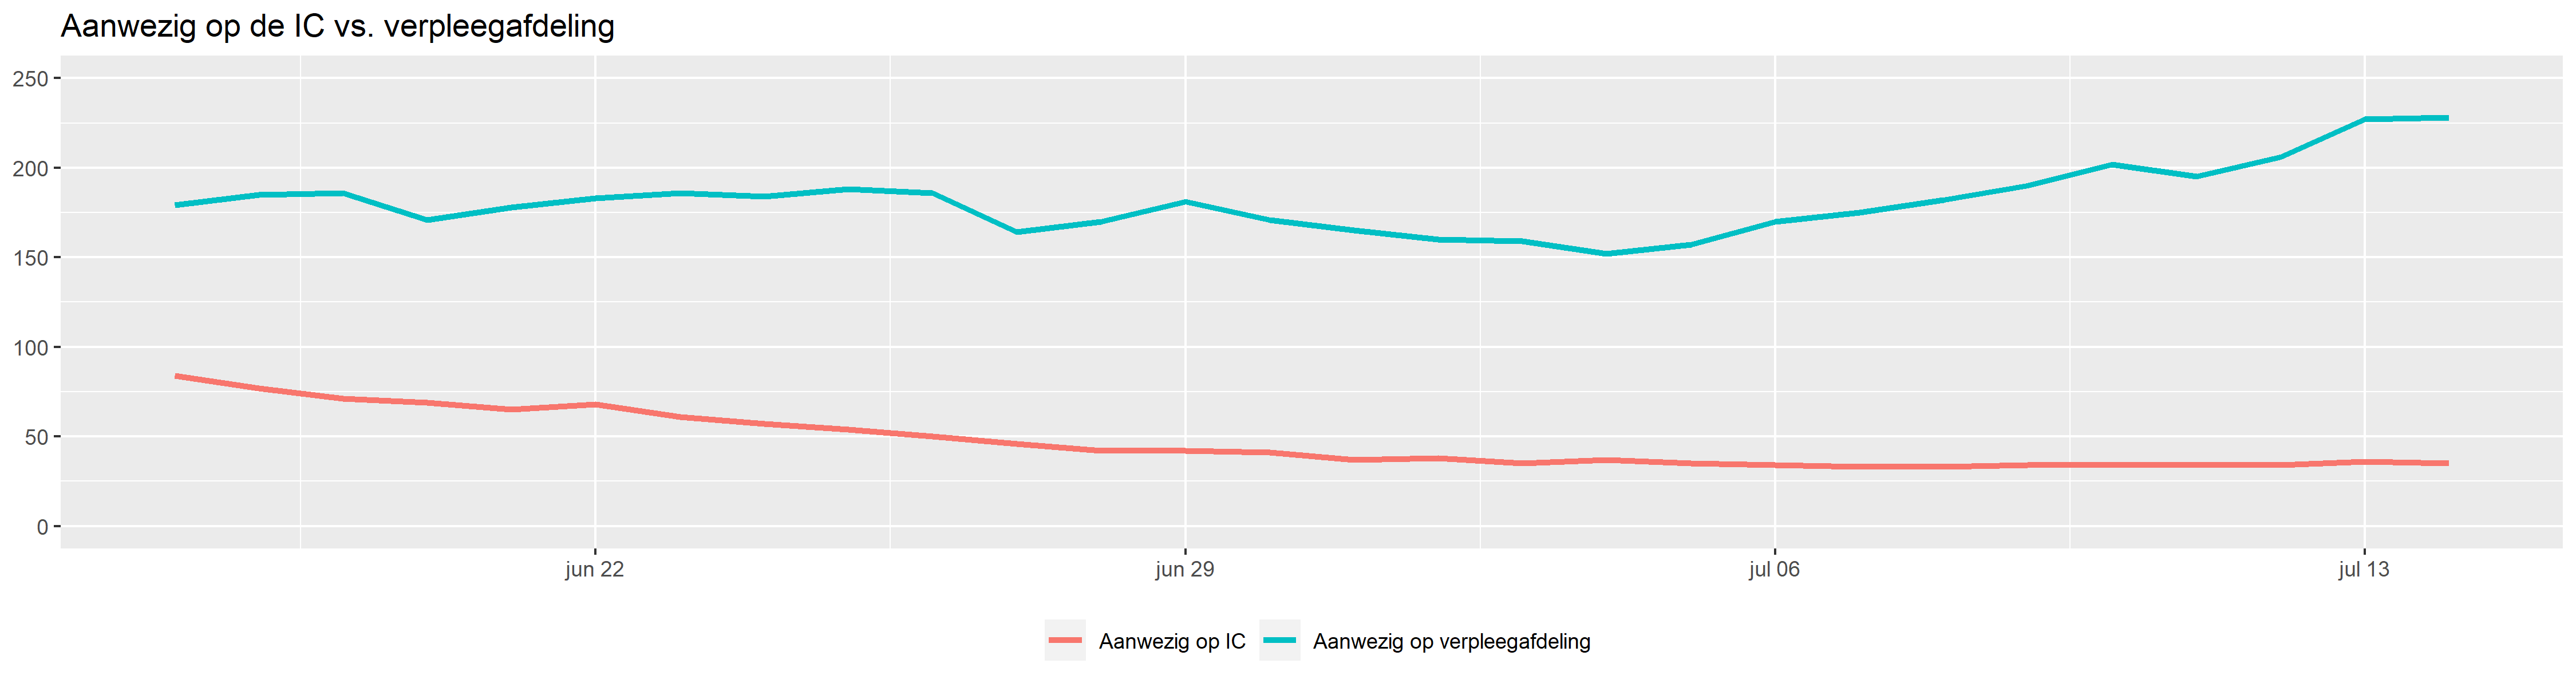 Aanwezig op de IC vs. verpleegafdeling
250
200
150
100
50
0
jun 22 jun 29 jul 06 jul 13
Aanwezig op IC Aanwezig op verpleegafdeling